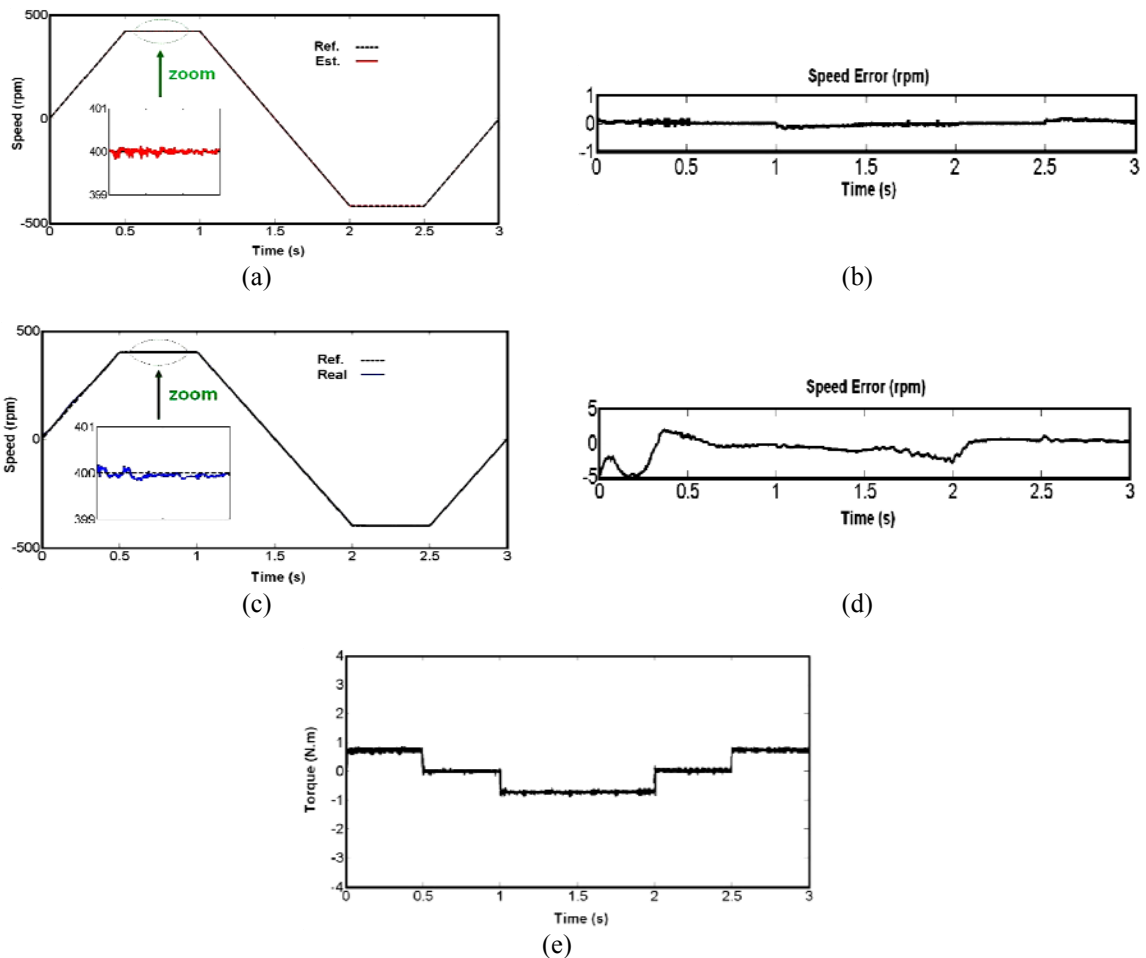 500
0
-500
Speed (rpm)
Ref.
Est.
zoom
401
400
399
0 0.5 1 1.5 2 2.5 3
Time (s)
(a)
Speed Error (rpm)
1
0
-1
0 0.5 1 1.5 2 2.5 3
Time (s)
(b)
500
0
-500
Speed (rpm)
Ref.
Real
zoom
401
400
399
0 0.5 1 1.5 2 2.5 3
Time (s)
(c)
Speed Error (rpm)
5
0
-5
0 0.5 1 1.5 2 2.5 3
Time (s)
(d)
4
3
2
1
0
-1
-2
-3
-4
Torque (N.m)
0 0.5 1 1.5 2 2.5 3
Time (s)
(e)